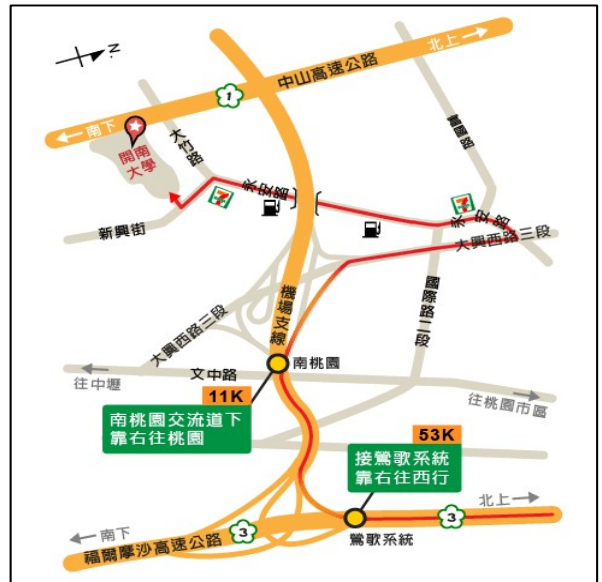 N
北上
中山高速公路
1
南下
開南
大學
大竹路
富國路
永安路
7
7
永安路
新興街
大興西路三段
機場支線
國際路二段
大興西路三段
南桃園
文中路
往中壢
往桃園市區
11K
南桃園交流道下
靠右往桃園
53K
接鶯歌系統
靠右往西行
北上
3
南下
3
福爾摩沙高速公路
鶯歌系統